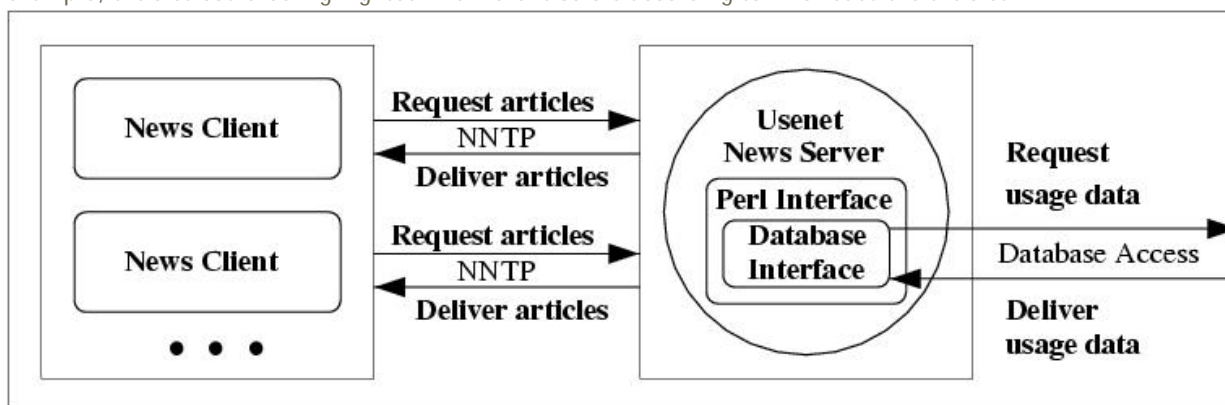 News Client
Request articles
NNTP
Deliver articles
News Client
Request articles
NNTP
Deliver articles
• • •
Usenet
News Server
Perl Interface
Database
Interface
Request
usage data
Database Access
Deliver
usage data